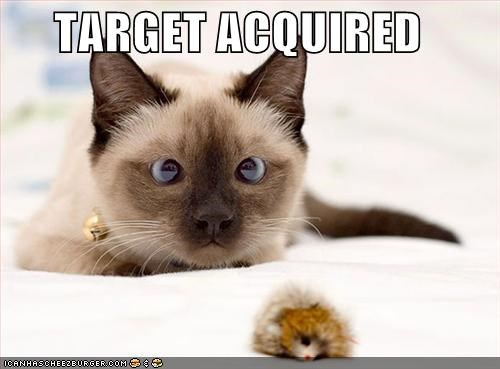 TARGET ACQUIRED
ICANHASCHEEZBURGER.COM &